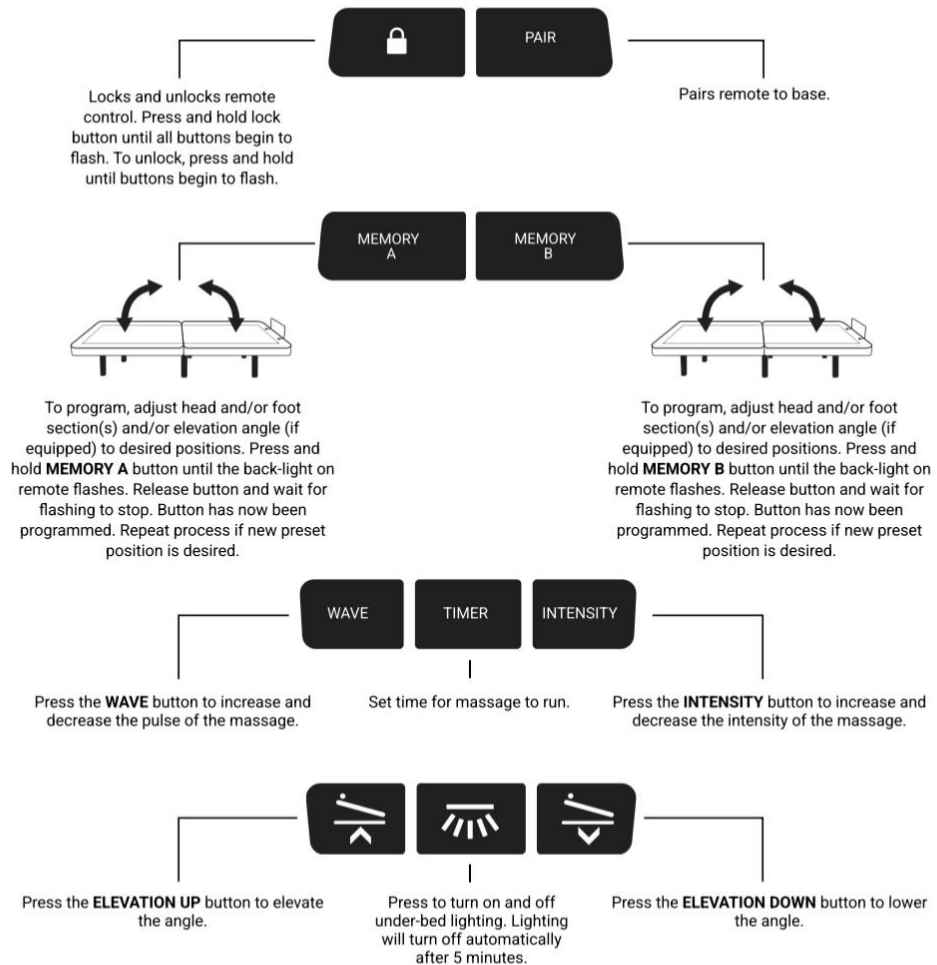 PAIR
Locks and unlocks remote
control. Press and hold lock
button until all buttons begin to
flash. To unlock, press and hold
until buttons begin to flash.
Pairs remote to base.
MEMORY
A
MEMORY
B
To program, adjust head and/or foot
section(s) and/or elevation angle (if
equipped) to desired positions. Press and
hold MEMORY A button until the back-light on
remote flashes. Release button and wait for
flashing to stop. Button has now been
programmed. Repeat process if new preset
position is desired.
To program, adjust head and/or foot
section(s) and/or elevation angle (if
equipped) to desired positions. Press and
hold MEMORY B button until the back-light on
remote flashes. Release button and wait for
flashing to stop. Button has now been
programmed. Repeat process if new preset
position is desired.
WAVE
TIMER
INTENSITY
Press the WAVE button to increase and
decrease the pulse of the massage.
Set time for massage to run.
Press the INTENSITY button to increase and
decrease the intensity of the massage.
Press the ELEVATION UP button to elevate
the angle.
Press to turn on and off
under-bed lighting. Lighting
will turn off automatically
after 5 minutes.
Press the ELEVATION DOWN button to lower
the angle.